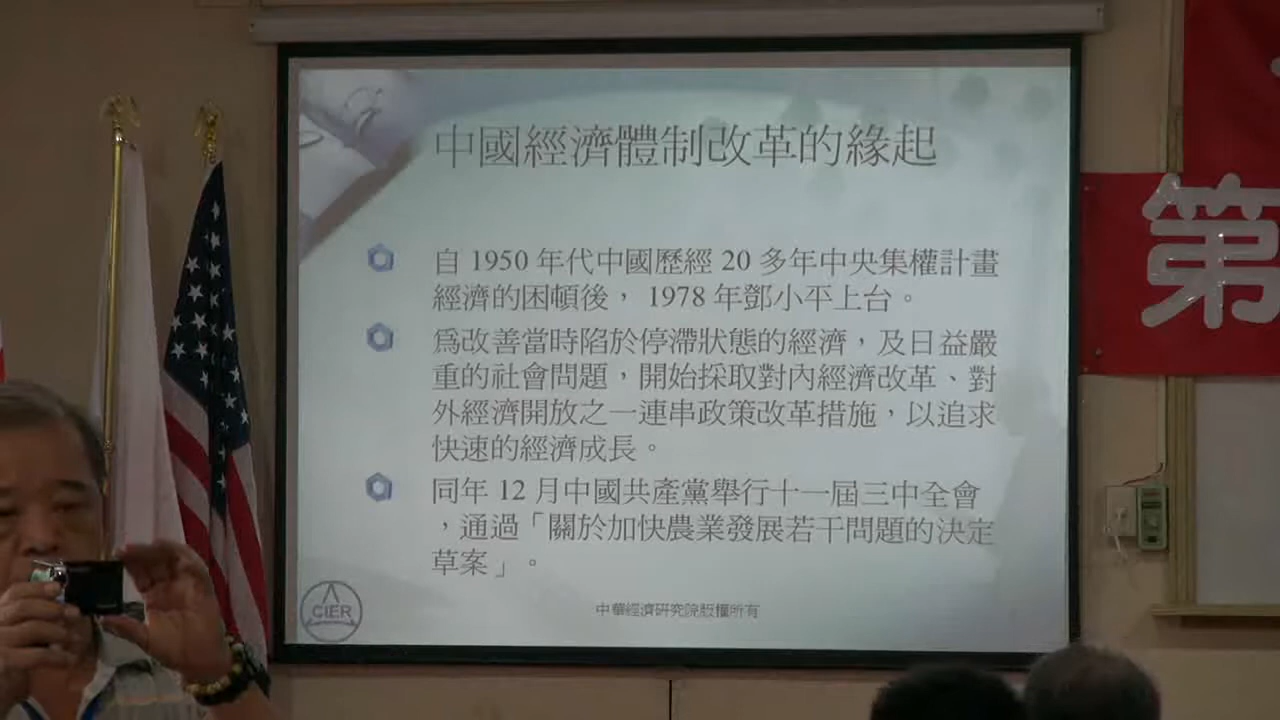 中國經濟體制改革的緣起
自 1950 年代中國歷經 20 多年中央集權計畫
經濟的困頓後， 1978 年鄧小平上台。
為改善當時陷於停滯狀態的經濟，及日益嚴
重的社會問題，開始採取對內經濟改革、對
外經濟開放之一連串政策改革措施，以追求
快速的經濟成長。
同年 12 月中國共產黨舉行十一屆三中全會
，通過「關於加快農業發展若干問題的決定
草案」。
CIER
中華經濟研究院版權所有
第